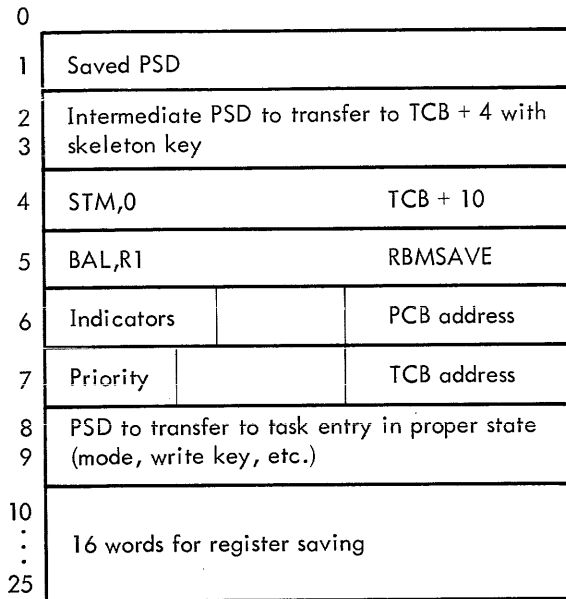 0
1 Saved PSD
2 Intermediate PSD to transfer to TCB + 4 with
3 skeleton key
4 STM,0 TCB + 10
5 BAL,R1 RBMSAVE
6 Indicators PCB address
7 Priority TCB address
8 PSD to transfer to task entry in proper state
9 (mode, write key, etc.)
10
16 words for register saving
25